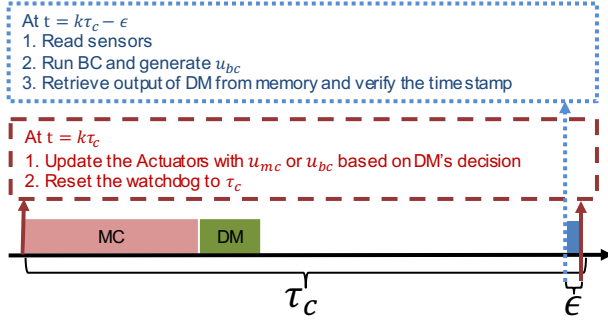 At t = kτ_c − ϵ
1. Read sensors
2. Run BC and generate u_bc
3. Retrieve output of DM from memory and verify the time stamp
At t = kτ_c
1. Update the Actuators with u_mc or u_bc based on DM's decision
2. Reset the watchdog to τ_c
MC DM
τ_c ϵ